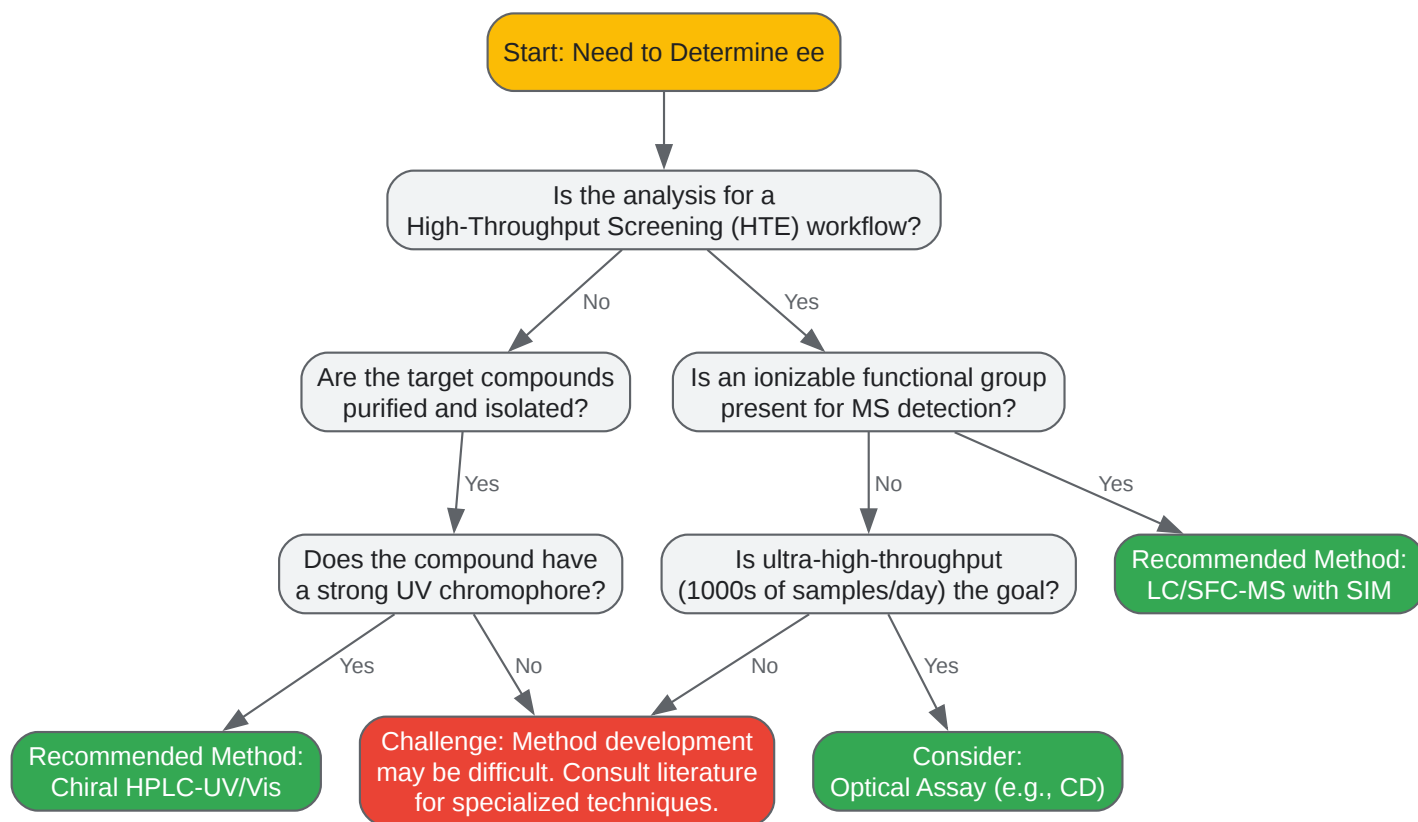 Start: Need to Determine ee
Is the analysis for a
High-Throughput Screening (HTE) workflow?
No
Yes
Are the target compounds
purified and isolated?
Is an ionizable functional group
present for MS detection?
Yes
No
Yes
Does the compound have
a strong UV chromophore?
Is ultra-high-throughput
(1000s of samples/day) the goal?
Recommended Method:
LC/SFC-MS with SIM
Yes
No
No
Yes
Recommended Method:
Chiral HPLC-UV/Vis
Challenge: Method development
may be difficult. Consult literature
for specialized techniques.
Consider:
Optical Assay (e.g., CD)